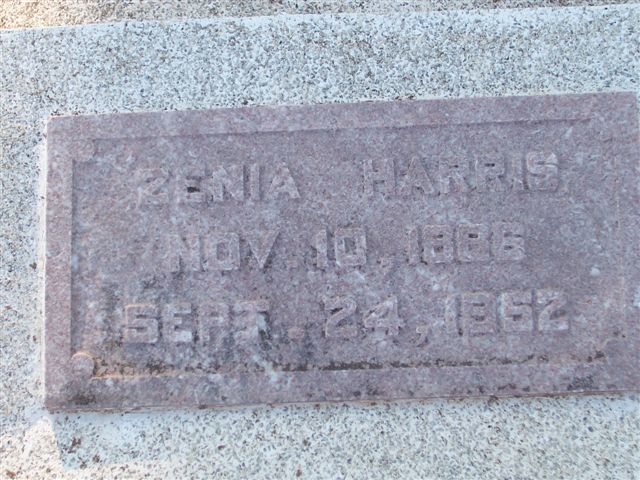 ZENIA HARRIS
NOV. 10, 1886
SEPT. 24, 1962